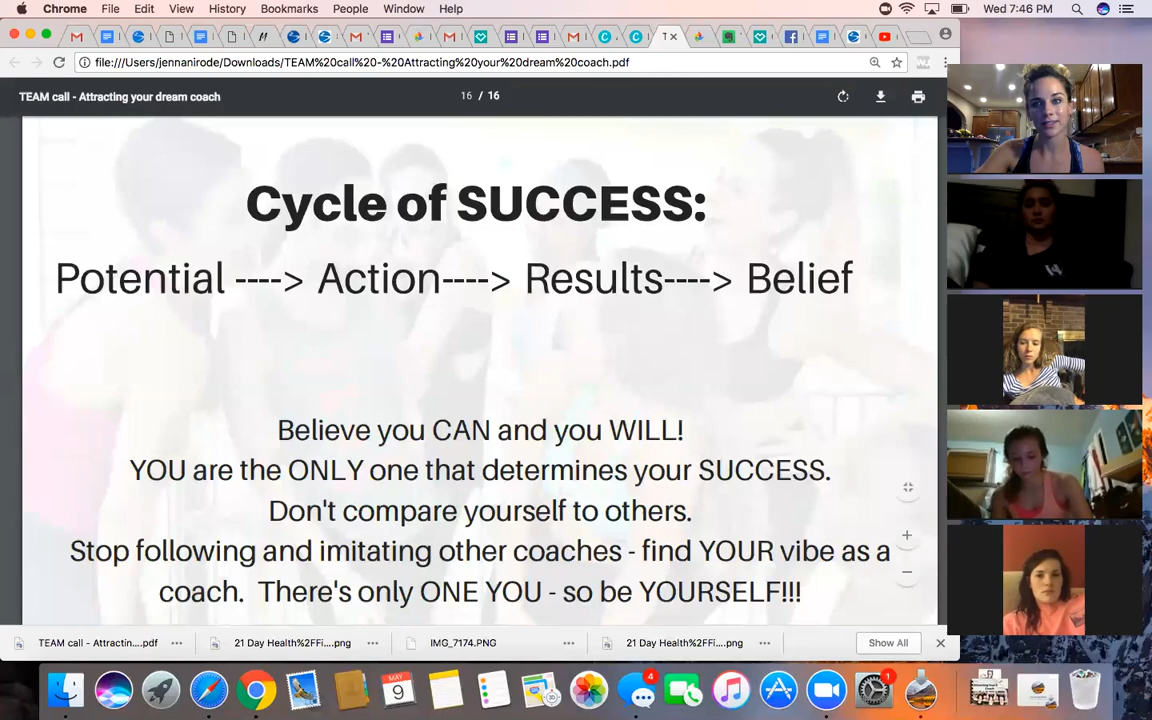 Chrome File Edit View History Bookmarks People Window Help Wed 7:46 PM
file:///Users/jennanirode/Downloads/TEAM%20call%20-%20Attracting%20your%20dream%20coach.pdf
TEAM call - Attracting your dream coach 16 / 16
Cycle of SUCCESS:
Potential ----> Action----> Results----> Belief
Believe you CAN and you WILL!
YOU are the ONLY one that determines your SUCCESS.
Don't compare yourself to others.
Stop following and imitating other coaches - find YOUR vibe as a
coach. There's only ONE YOU - so be YOURSELF!!!
TEAM call - Attractin....pdf 21 Day Health%2FFi....png IMG_7174.PNG 21 Day Health%2FFi....png Show All
MAY
9
4
1